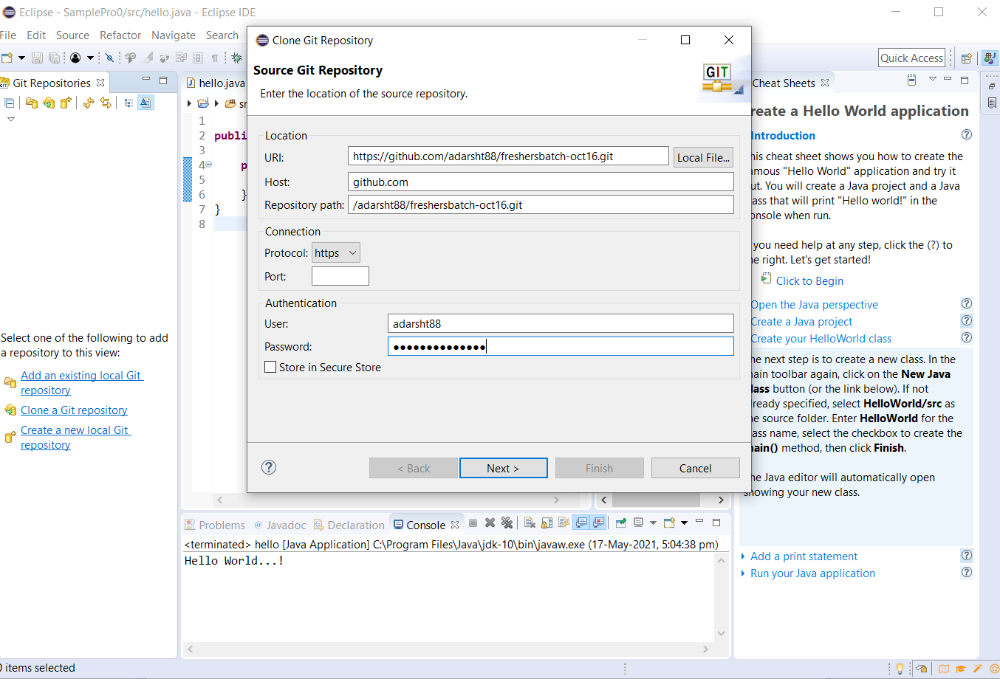 Eclipse - SamplePro0/src/hello.java - Eclipse IDE
File Edit Source Refactor Navigate Search
Quick Access
Git Repositories
Select one of the following to add
a repository to this view:
Add an existing local Git
repository
Clone a Git repository
Create a new local Git
repository
hello.java
1
2 publi
3
4 p
5
6 }
7 }
8
Clone Git Repository
Source Git Repository
Enter the location of the source repository.
GIT
Location
URI: https://github.com/adarsht88/freshersbatch-oct16.git Local File...
Host: github.com
Repository path: /adarsht88/freshersbatch-oct16.git
Connection
Protocol: https
Port:
Authentication
User: adarsht88
Password: ●●●●●●●●●●●●●●
Store in Secure Store
< Back Next > Finish Cancel
Cheat Sheets
reate a Hello World application
Introduction
his cheat sheet shows you how to create the
amous "Hello World" application and try it
ut. You will create a Java project and a Java
ass that will print "Hello world!" in the
onsole when run.
you need help at any step, click the (?) to
he right. Let's get started!
Click to Begin
Open the Java perspective
Create a Java project
Create your HelloWorld class
he next step is to create a new class. In the
ain toolbar again, click on the New Java
lass button (or the link below). If not
ready specified, select HelloWorld/src as
he source folder. Enter HelloWorld for the
ass name, select the checkbox to create the
main() method, then click Finish.
he Java editor will automatically open
showing your new class.
Add a print statement
Run your Java application
Problems @ Javadoc Declaration Console
<terminated> hello [Java Application] C:\Program Files\Java\jdk-10\bin\javaw.exe (17-May-2021, 5:04:38 pm)
Hello World...!
0 items selected